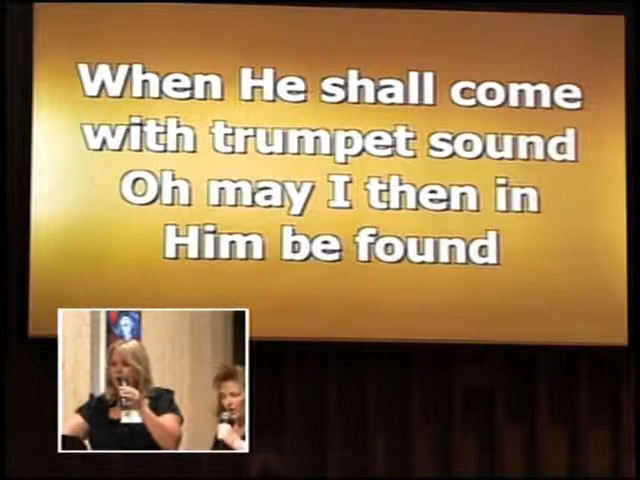 When He shall come
with trumpet sound
Oh may I then in
Him be found